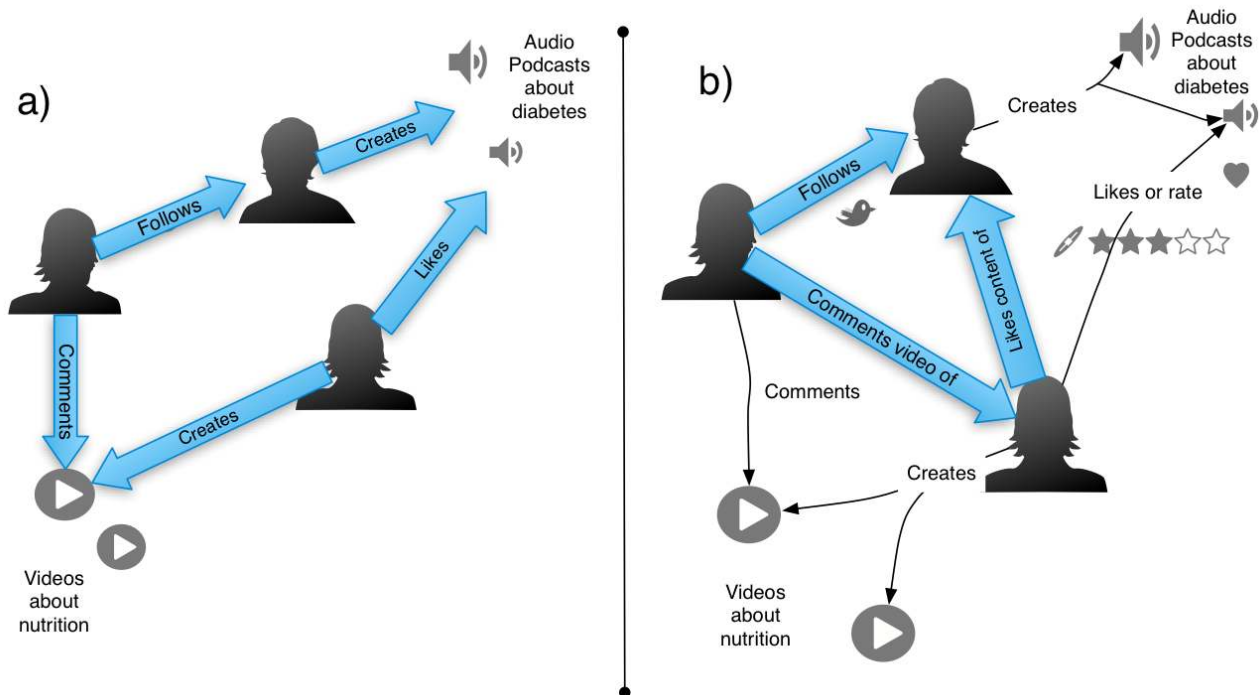 a)
Audio
Podcasts
about
diabetes
Creates
Follows
Likes
Comments
Creates
Videos
about
nutrition
b)
Audio
Podcasts
about
diabetes
Creates
Follows
Likes or rate
Likes content of
Comments video of
Comments
Creates
Videos
about
nutrition